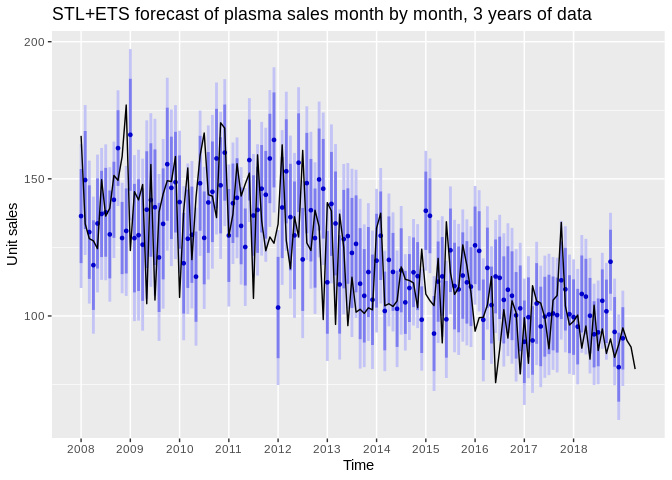 STL+ETS forecast of plasma sales month by month, 3 years of data
200
150
100
Unit sales
2008 2009 2010 2011 2012 2013 2014 2015 2016 2017 2018
Time